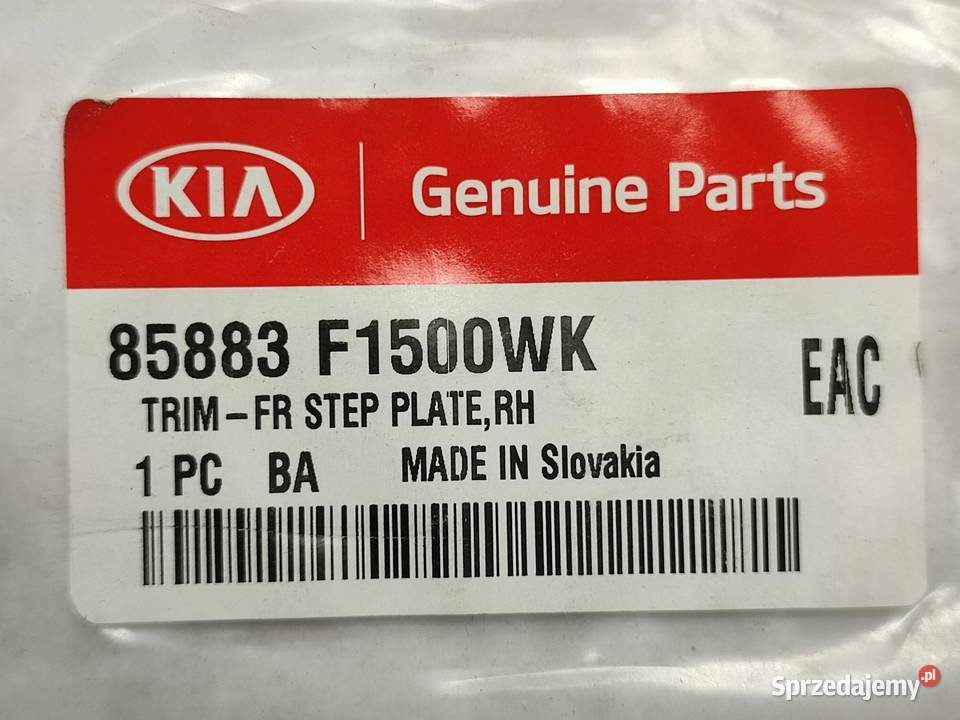 KIA Genuine Parts
85883 F1500WK
EAC
TRIM-FR STEP PLATE,RH
1 PC BA MADE IN Slovakia
Sprzedajemy.pl